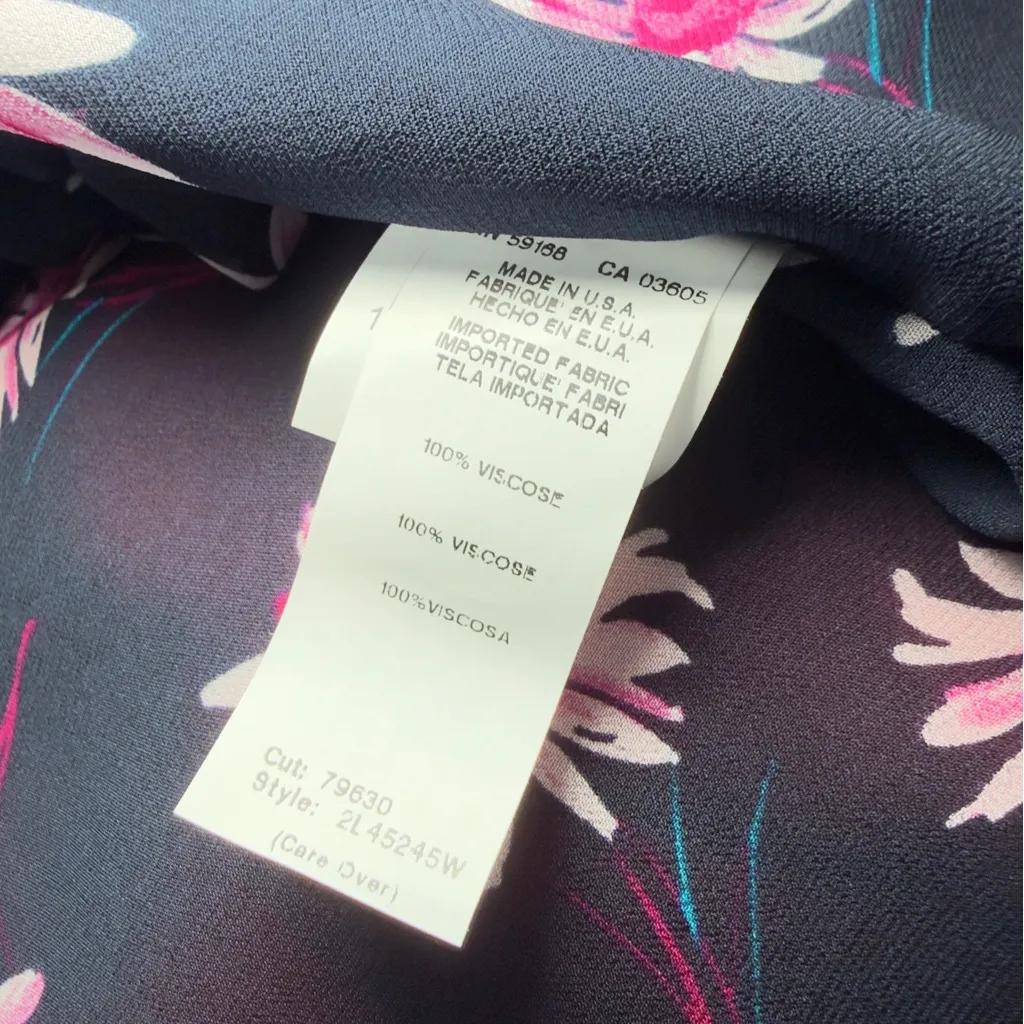 59168 CA 03605
MADE IN U.S.A.
FABRIQUE' EN E.U.A.
HECHO EN E.U.A.
IMPORTED FABRIC
IMPORTIQUE' FABRI
TELA IMPORTADA
1
100% VISCOSE
100% VISCOSE
100%VISCOSA
Cut: 79630
Style: 2L45245W
(Care Over)